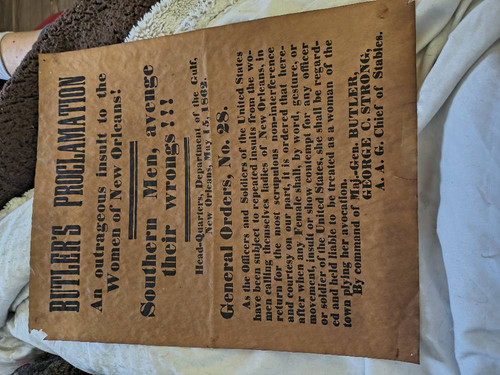 BUTLER'S PROCLAMATION
An outrageous insult to the
Women of New Orleans!
Southern Men, avenge
their wrongs!!!
Head-Quarters, Department of the Gulf,
New Orleans, May 15, 1862.
General Orders, No. 28.
As the Officers and Soldiers of the United States
have been subject to repeated insults from the wo-
men calling themselves ladies of New Orleans, in
return for the most scrupulous non-interference
and courtesy on our part, it is ordered that here-
after when any Female shall, by word, gesture, or
movement, insult or show contempt for any officer
or soldier of the United States, she shall be regard-
ed and held liable to be treated as a woman of the
town plying her avocation.
By command of Maj.-Gen. BUTLER,
GEORGE C. STRONG,
A. A. G. Chief of Stables.